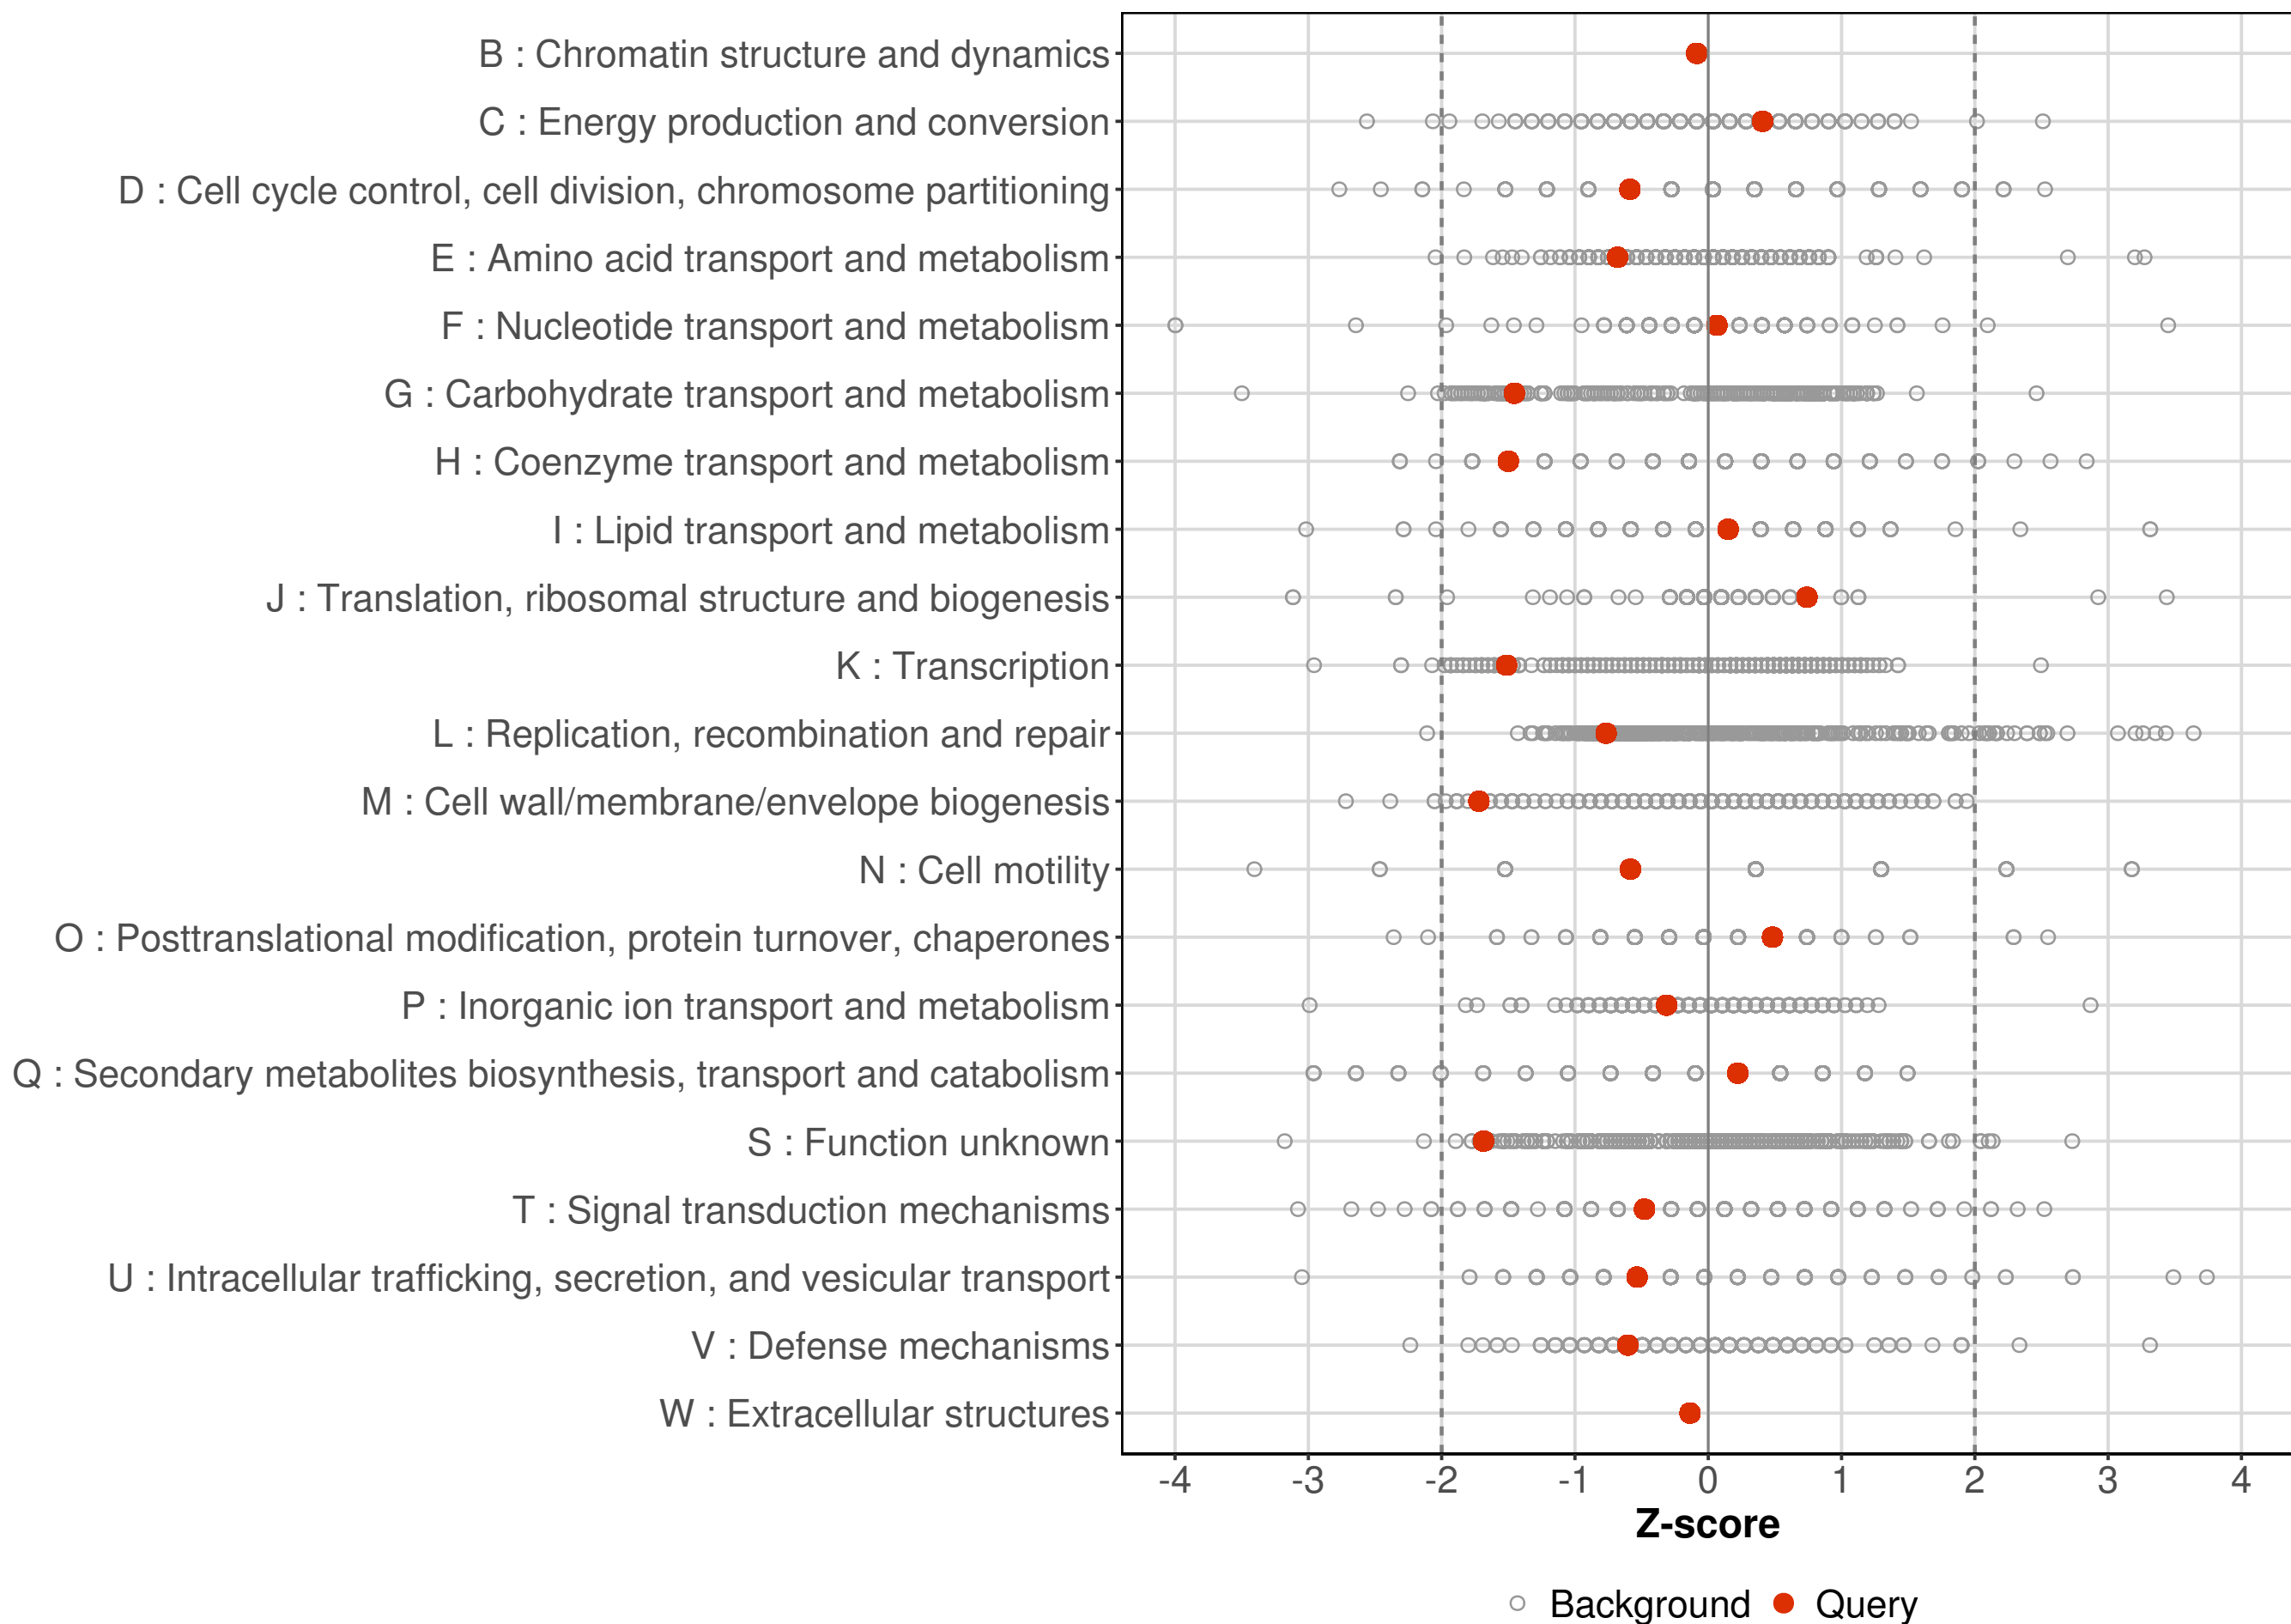 B : Chromatin structure and dynamics
C : Energy production and conversion
D : Cell cycle control, cell division, chromosome partitioning
E : Amino acid transport and metabolism
F : Nucleotide transport and metabolism
G : Carbohydrate transport and metabolism
H : Coenzyme transport and metabolism
I : Lipid transport and metabolism
J : Translation, ribosomal structure and biogenesis
K : Transcription
L : Replication, recombination and repair
M : Cell wall/membrane/envelope biogenesis
N : Cell motility
O : Posttranslational modification, protein turnover, chaperones
P : Inorganic ion transport and metabolism
Q : Secondary metabolites biosynthesis, transport and catabolism
S : Function unknown
T : Signal transduction mechanisms
U : Intracellular trafficking, secretion, and vesicular transport
V : Defense mechanisms
W : Extracellular structures
-4 -3 -2 -1 0 1 2 3 4
Z-score
Background Query